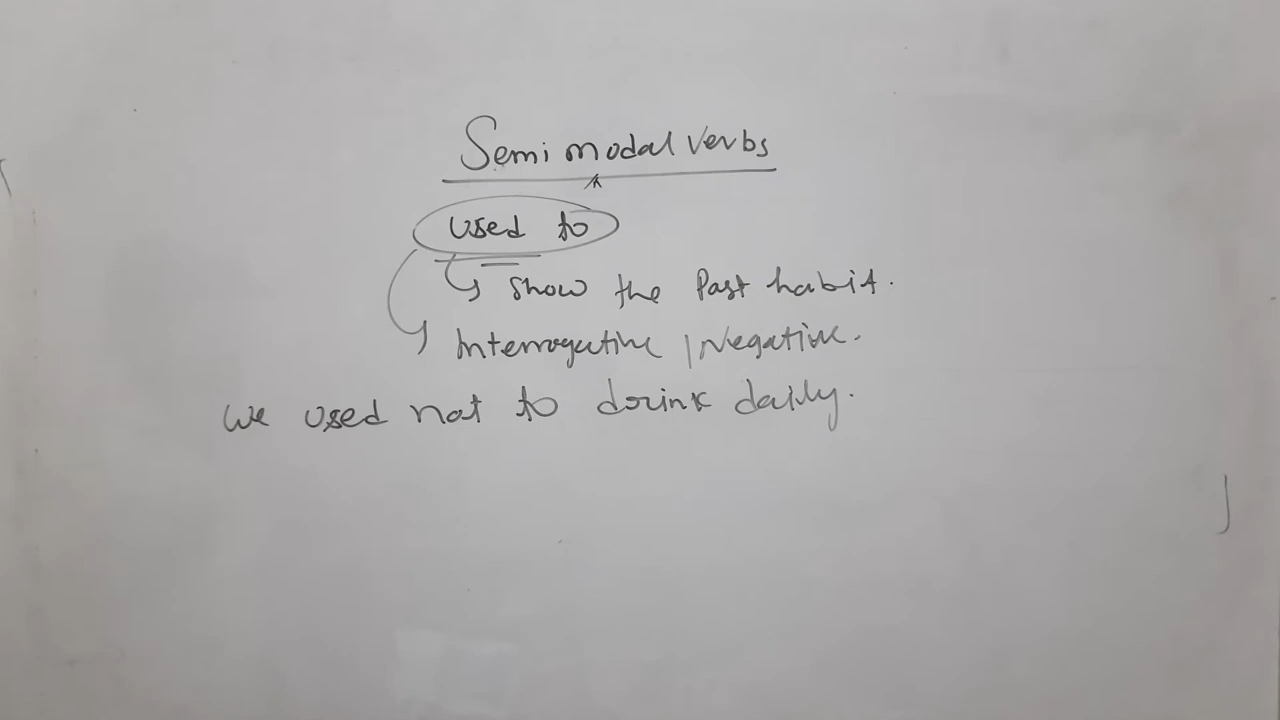 Semi modal verbs
used to
show the Past habit.
Interrogative / Negative.
We used not to drink daily.